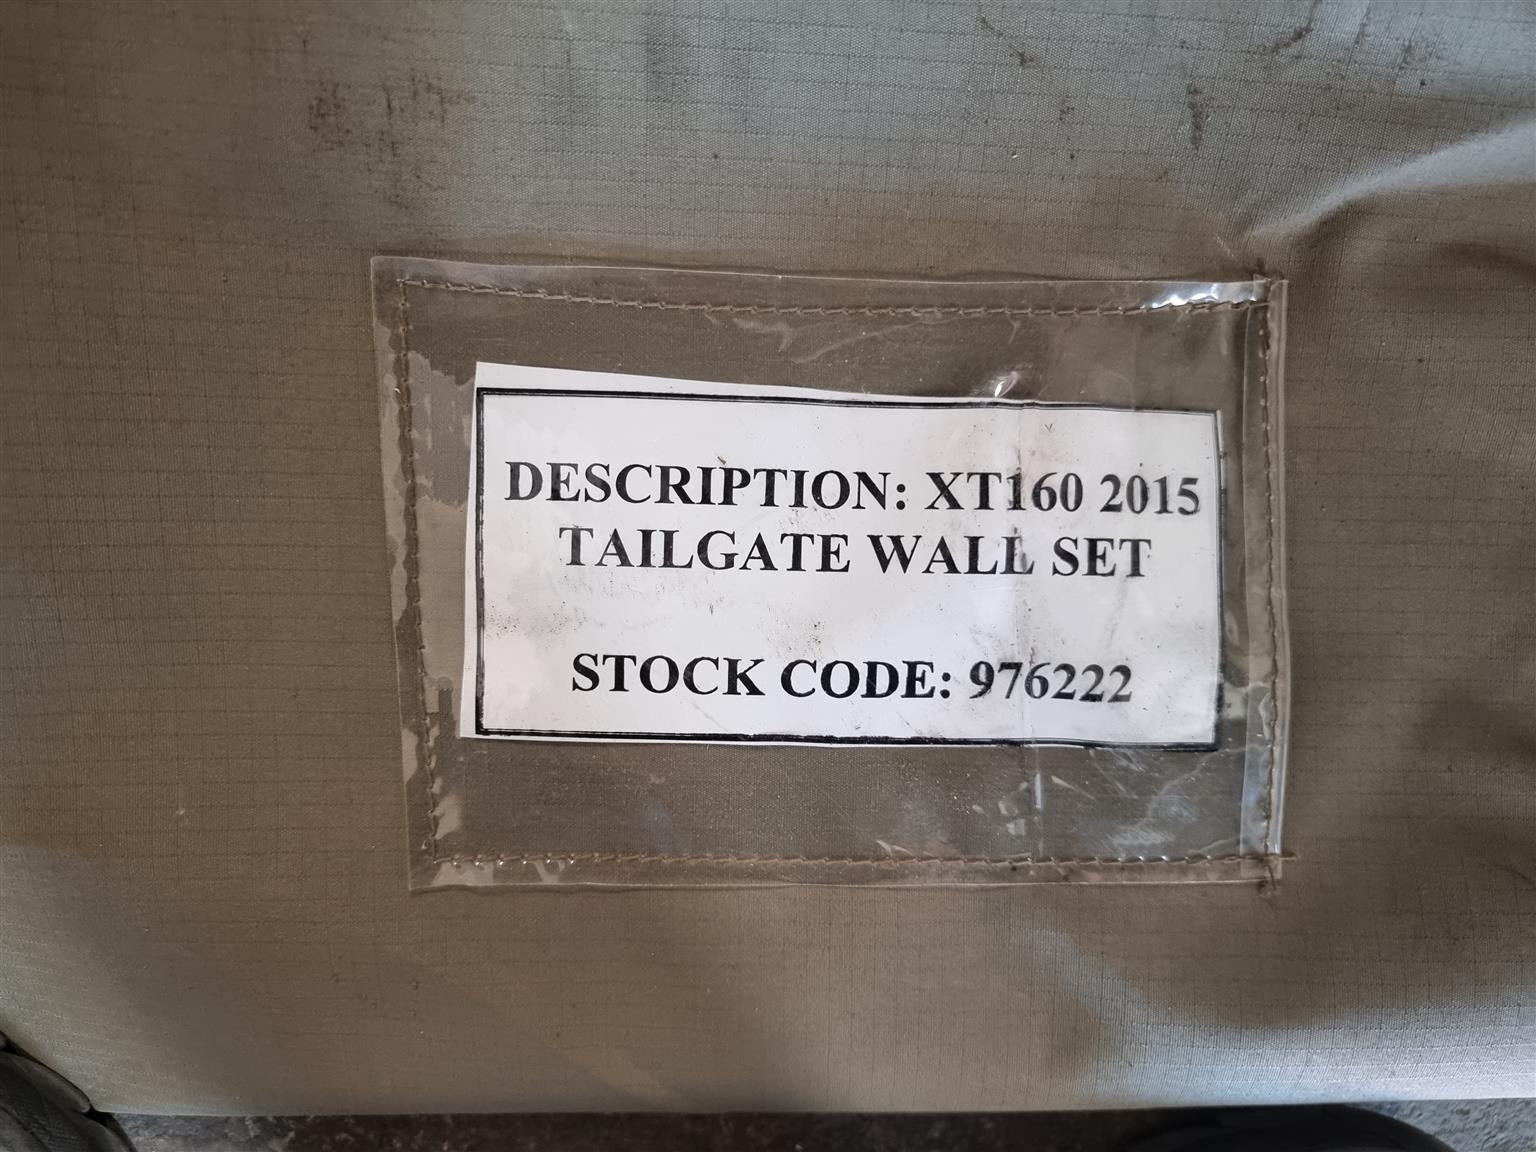 DESCRIPTION: XT160 2015
TAILGATE WALL SET
STOCK CODE: 976222